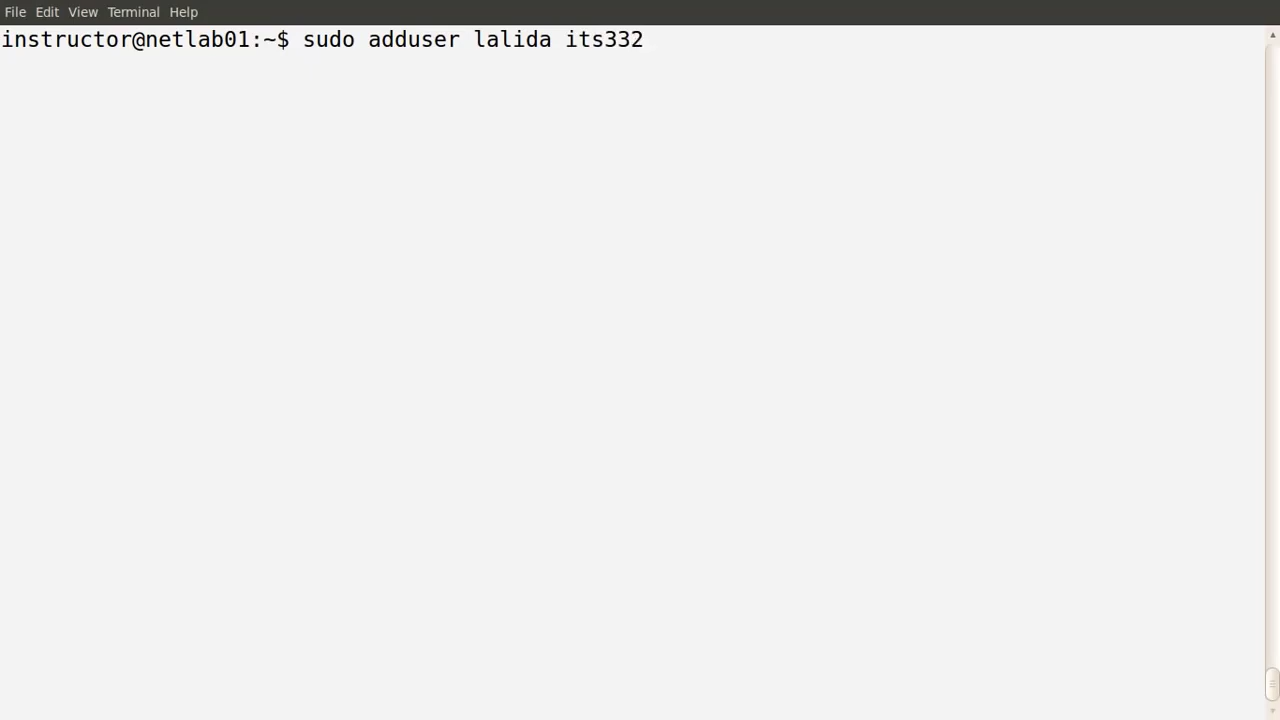 File Edit View Terminal Help
instructor@netlab01:~$ sudo adduser lalida its332